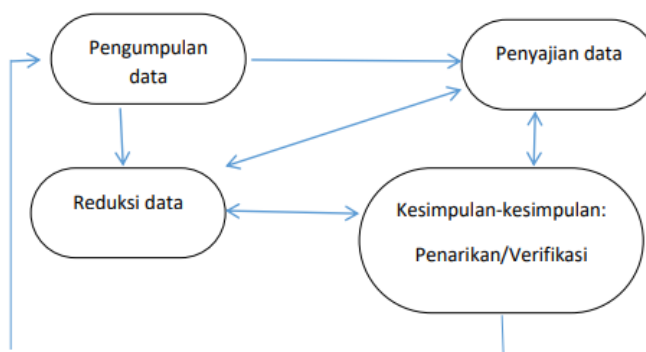 Pengumpulan
data
Penyajian data
Reduksi data
Kesimpulan-kesimpulan:
Penarikan/Verifikasi